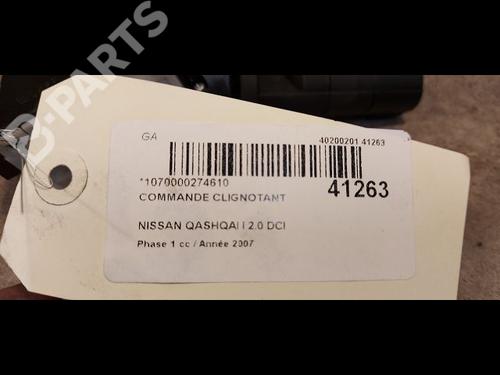 B-PARTS
GA
40200201 41263
*1070000274610
41263
COMMANDE CLIGNOTANT
NISSAN QASHQAI I 2.0 DCI
Phase 1 cc / Année 2007